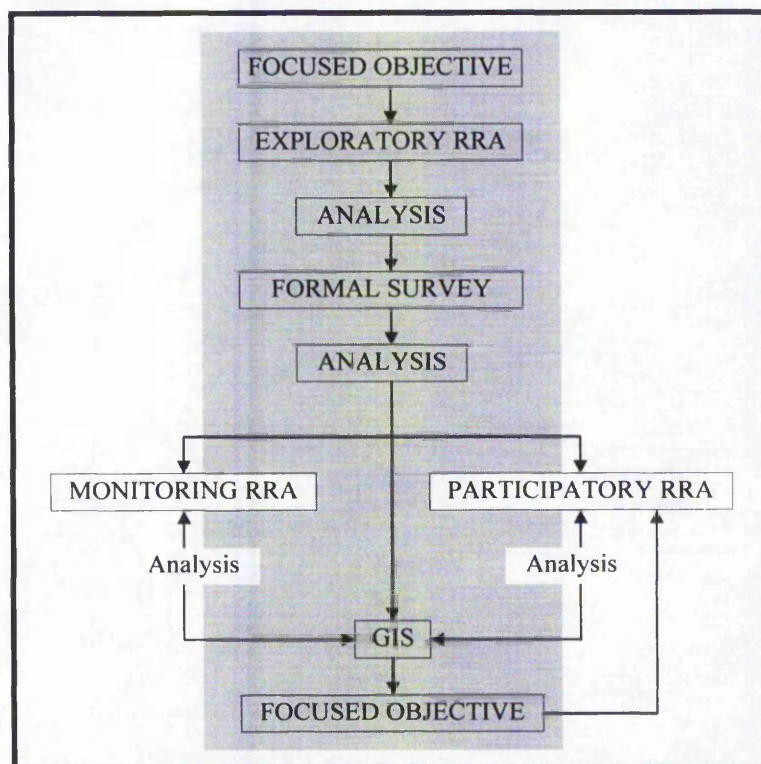 FOCUSED OBJECTIVE
EXPLORATORY RRA
ANALYSIS
FORMAL SURVEY
ANALYSIS
MONITORING RRA
PARTICIPATORY RRA
Analysis
Analysis
GIS
FOCUSED OBJECTIVE